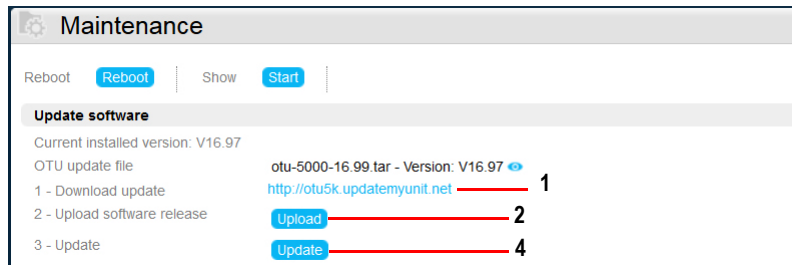 Maintenance
Reboot Reboot Show Start
Update software
Current installed version: V16.97
OTU update file otu-5000-16.99.tar - Version: V16.97
1 - Download update http://otu5k.updatemyunit.net 1
2 - Upload software release Upload 2
3 - Update Update 4